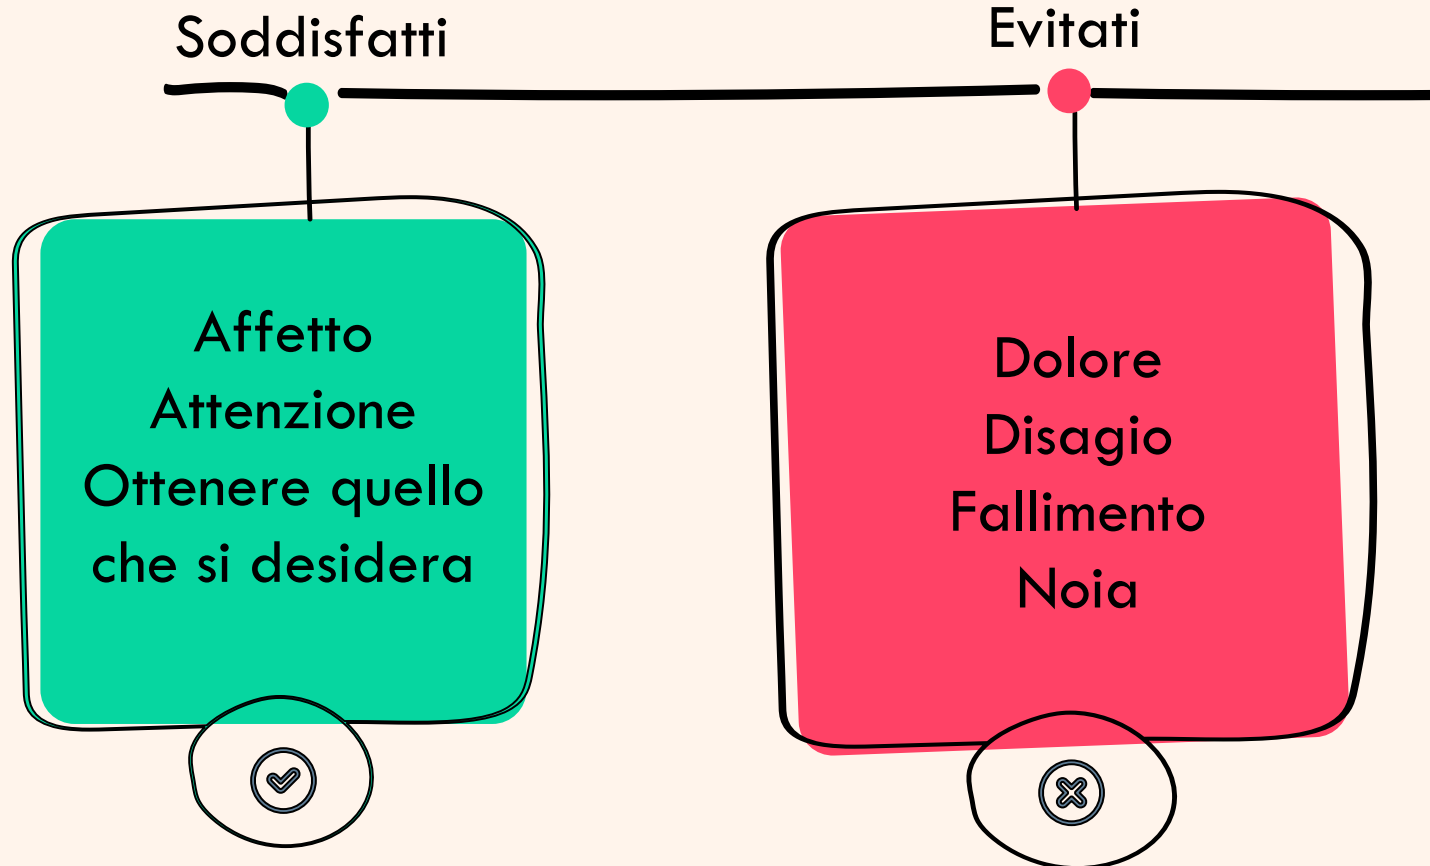 Soddisfatti
Affetto
Attenzione
Ottenere quello
che si desidera
Evitati
Dolore
Disagio
Fallimento
Noia